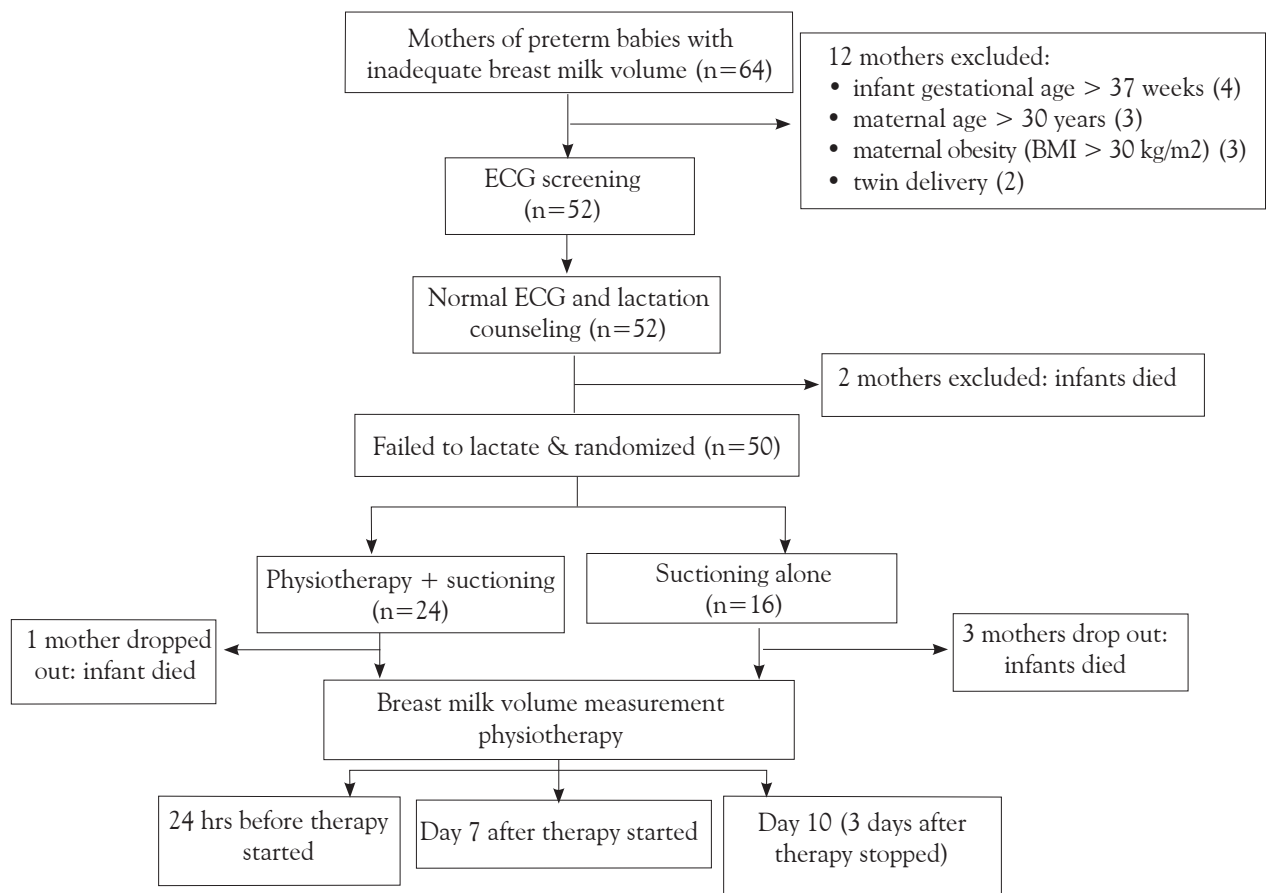 Mothers of preterm babies with
inadequate breast milk volume (n=64)
12 mothers excluded:
• infant gestational age > 37 weeks (4)
• maternal age > 30 years (3)
• maternal obesity (BMI > 30 kg/m2) (3)
• twin delivery (2)
ECG screening
(n=52)
Normal ECG and lactation
counseling (n=52)
2 mothers excluded: infants died
Failed to lactate & randomized (n=50)
Physiotherapy + suctioning
(n=24)
Suctioning alone
(n=16)
1 mother dropped
out: infant died
3 mothers drop out:
infants died
Breast milk volume measurement
physiotherapy
24 hrs before therapy
started
Day 7 after therapy started
Day 10 (3 days after
therapy stopped)